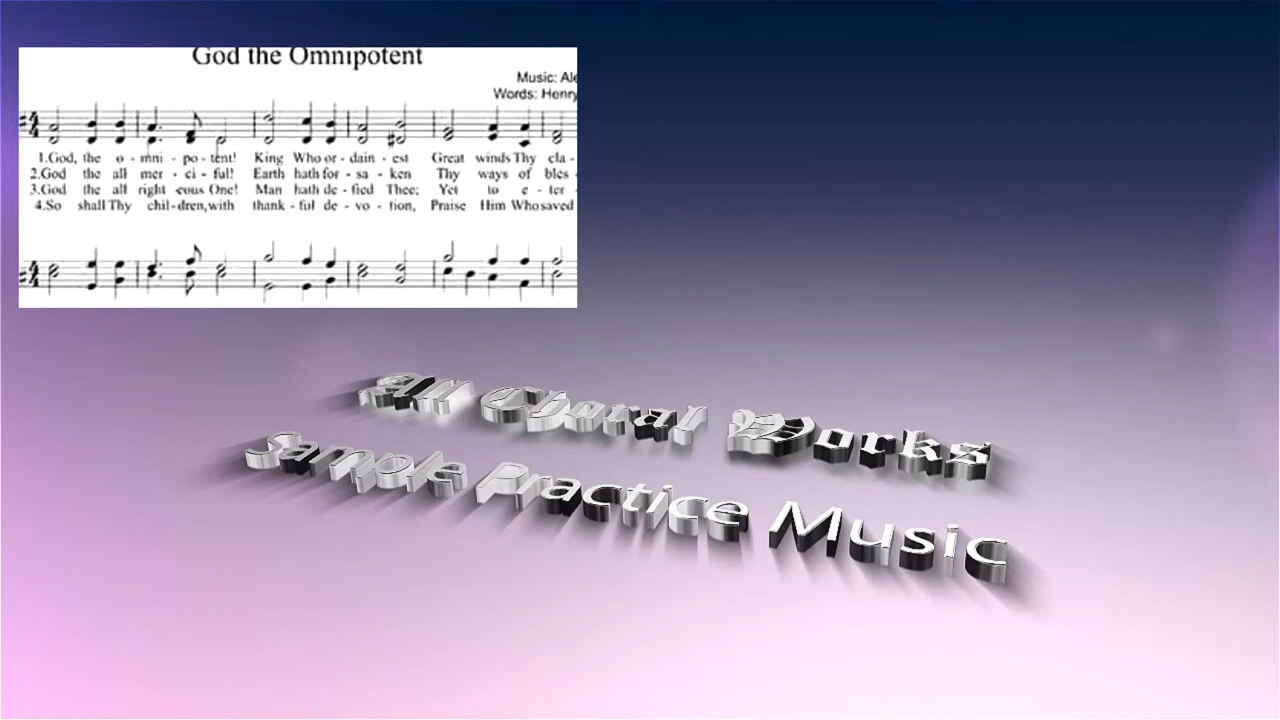 God the Omnipotent
Music: Ale
Words: Henry
1.God, the o - mni - po - tent! King Who or - dain - est Great winds Thy cla -
2.God the all mer - ci - ful! Earth hath for - sa - ken Thy ways of bles -
3.God the all right eous One! Man hath de - fied Thee; Yet to e - ter -
4.So shall Thy chil - dren, with thank - ful de - vo - tion, Praise Him Who saved
All Choral Works
Sample Practice Music